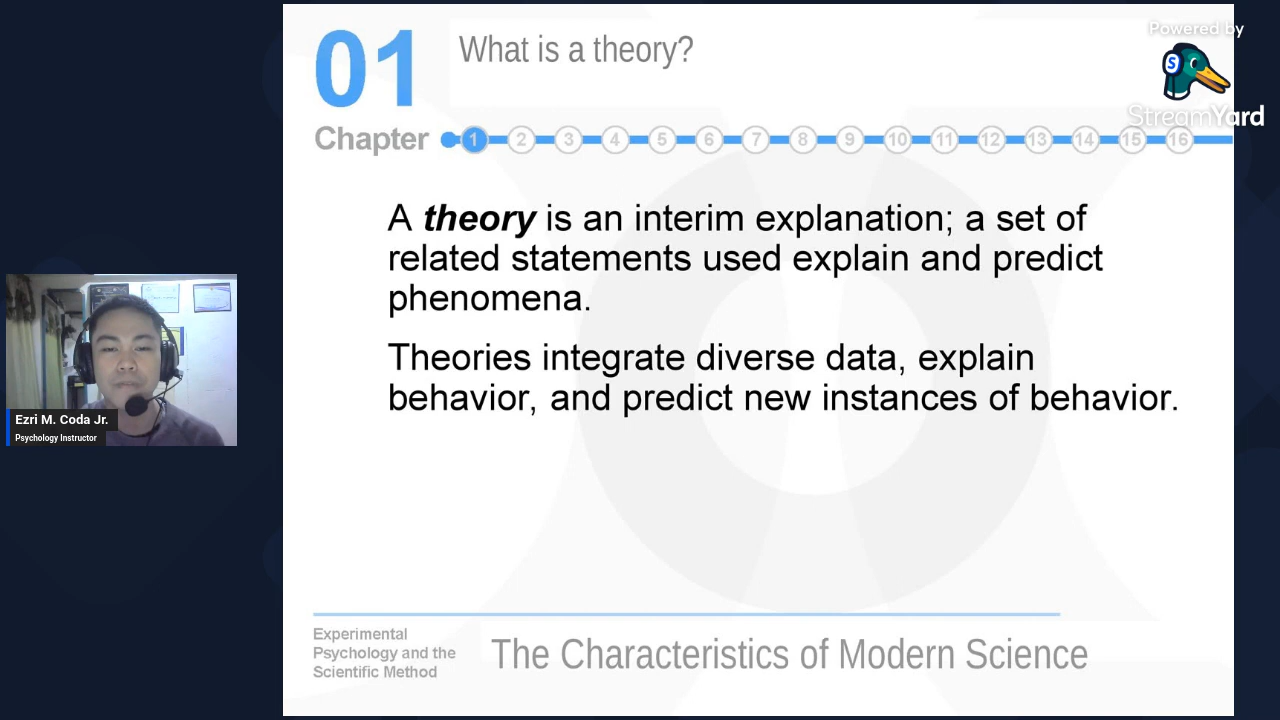 01
What is a theory?
Powered by
S
StreamYard
Chapter
1 2 3 4 5 6 7 8 9 10 11 12 13 14 15 16
A theory is an interim explanation; a set of
related statements used explain and predict
phenomena.
Theories integrate diverse data, explain
behavior, and predict new instances of behavior.
Ezri M. Coda Jr.
Psychology Instructor
Experimental
Psychology and the
Scientific Method
The Characteristics of Modern Science